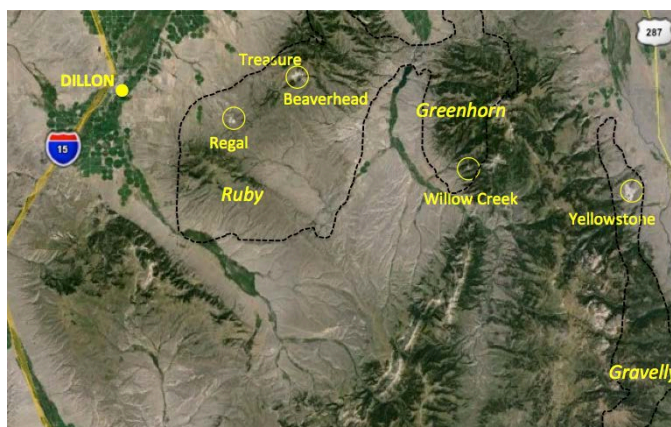 287
Treasure
DILLON
Beaverhead
Greenhorn
Regal
15
Ruby
Willow Creek
Yellowstone
Gravelly